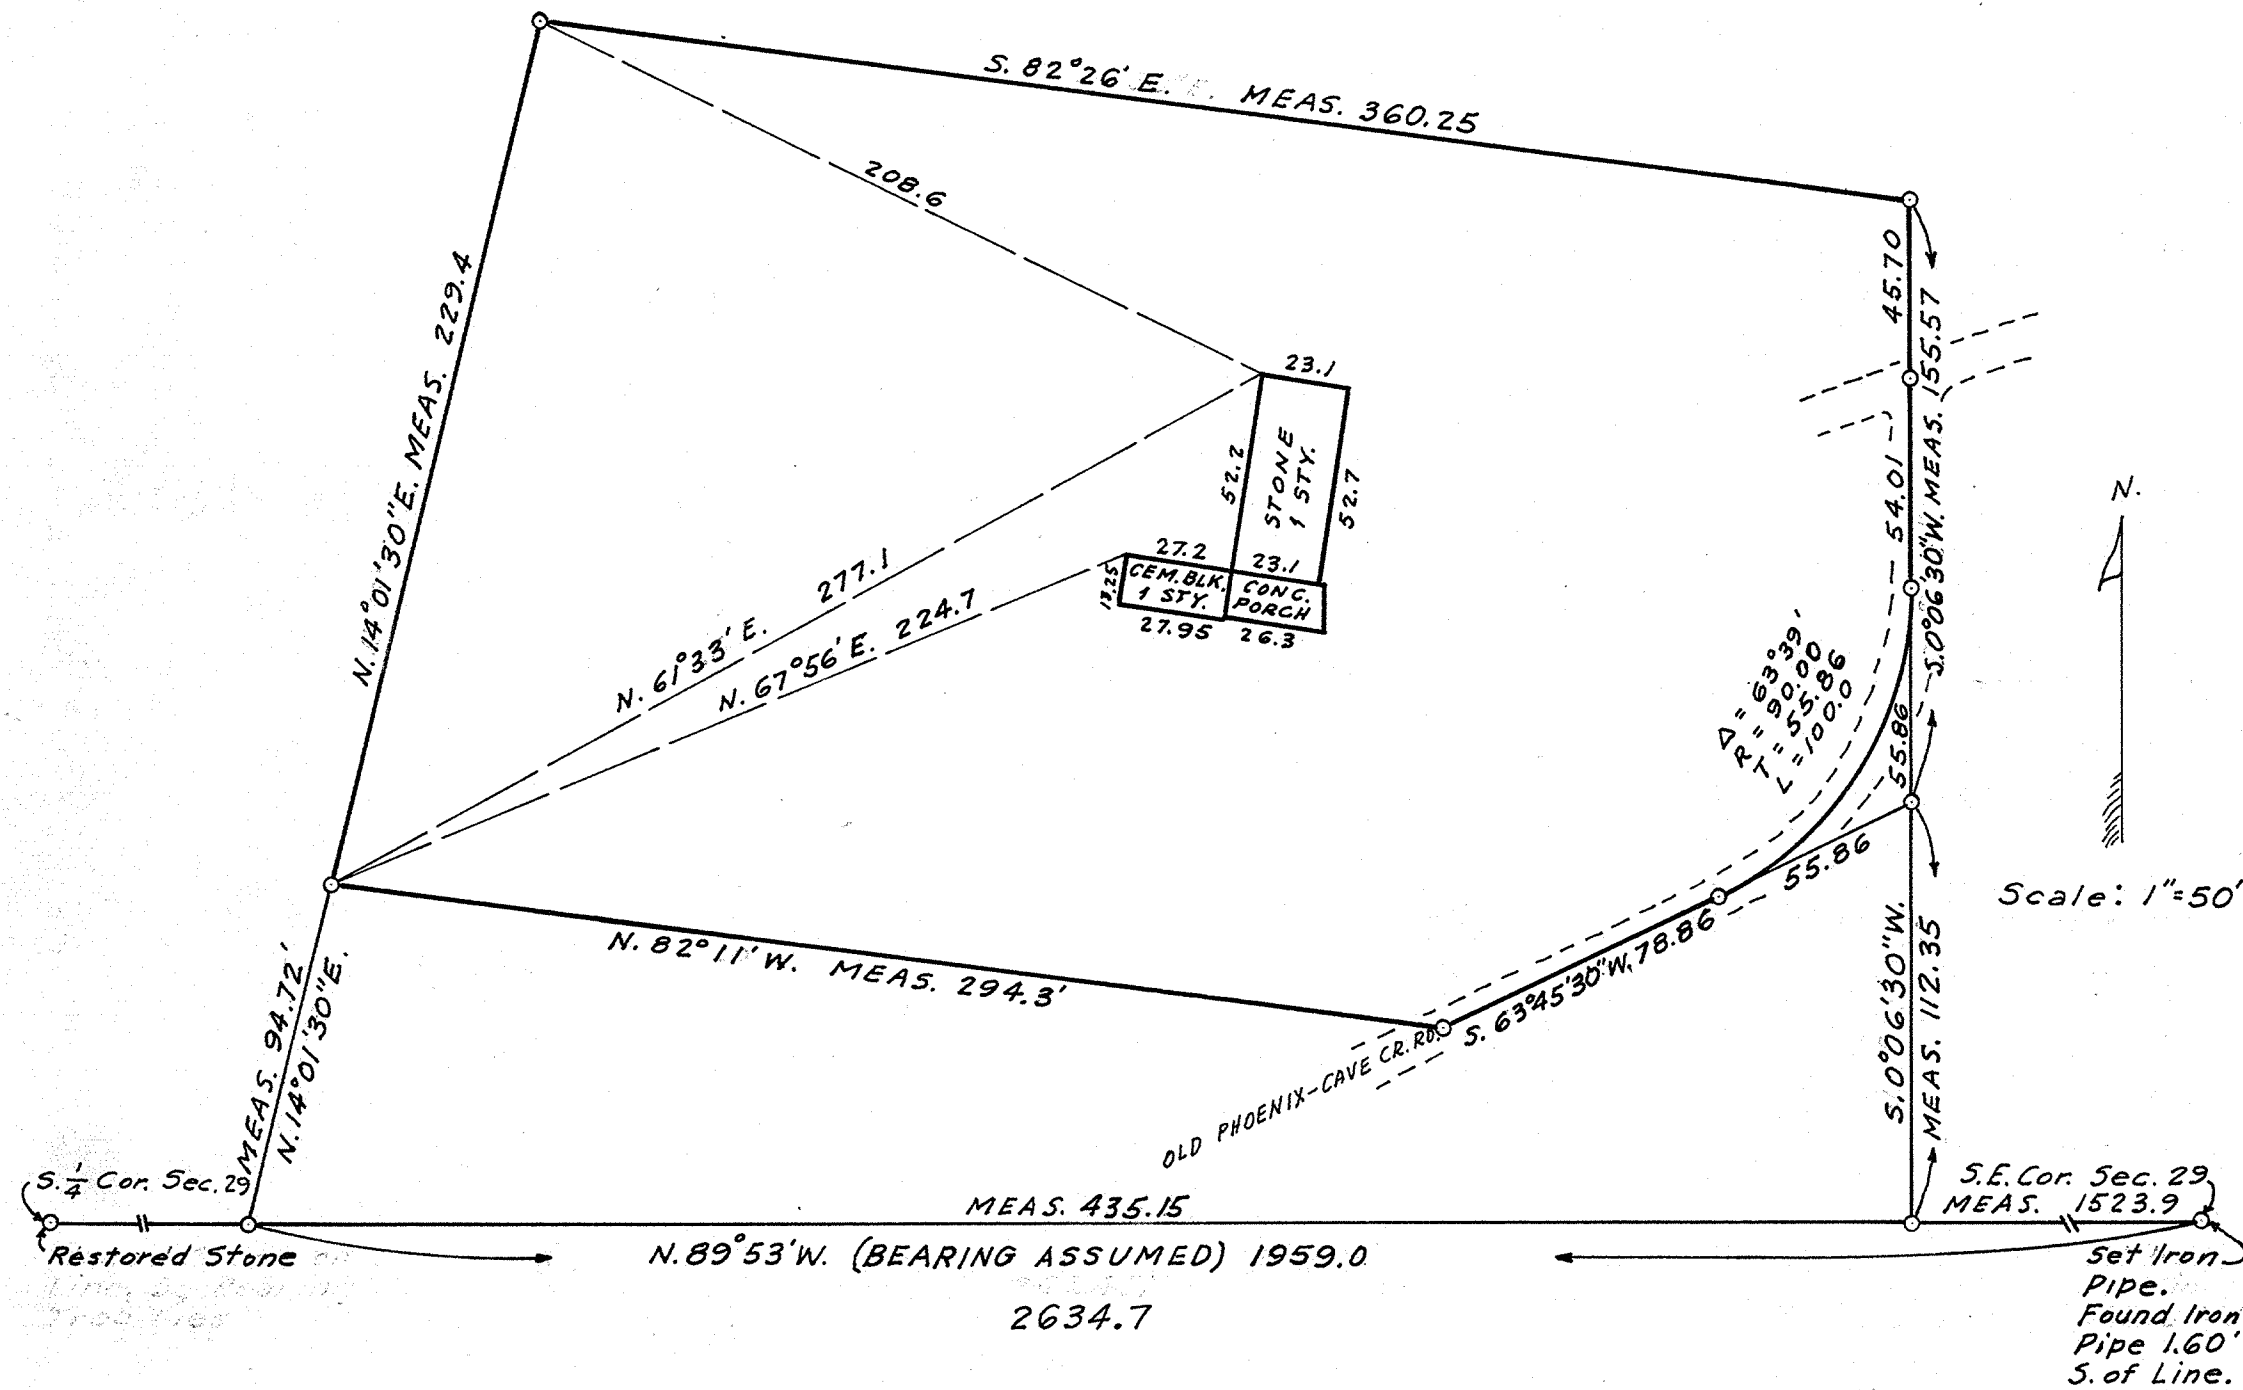 S. 82°26' E. MEAS. 360.25
208.6
N. 14°01'30"E. MEAS. 229.4
45.70
S.0°06'30"W. MEAS. 155.57
23.1
52.2
STONE
1 STY.
52.7
54.01
N.
277.1
N. 61°33' E.
27.2
23.1
13.25
CEM. BLK.
1 STY.
CONC.
PORCH
27.95
26.3
N. 67°56' E. 224.7
Δ = 63°39'
R = 90.00
T = 55.86
L = 100.0
55.86
55.86
Scale: 1"=50'
N. 82°11' W. MEAS. 294.3'
S. 63°45'30"W. 78.86
OLD PHOENIX-CAVE CR. RD.
S. 0°06'30"W.
MEAS. 112.35
MEAS. 94.72'
N. 14°01'30"E.
S. 1/4 Cor. Sec. 29
Restored Stone
MEAS. 435.15
S.E. Cor. Sec. 29
MEAS. 1523.9
N. 89°53' W. (BEARING ASSUMED) 1959.0
2634.7
Set Iron
Pipe.
Found Iron
Pipe 1.60'
S. of Line.